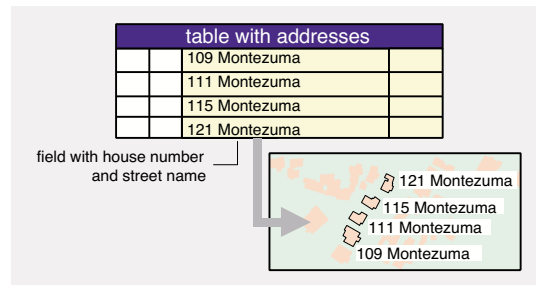 table with addresses
109 Montezuma
111 Montezuma
115 Montezuma
121 Montezuma
field with house number
and street name
121 Montezuma
115 Montezuma
111 Montezuma
109 Montezuma